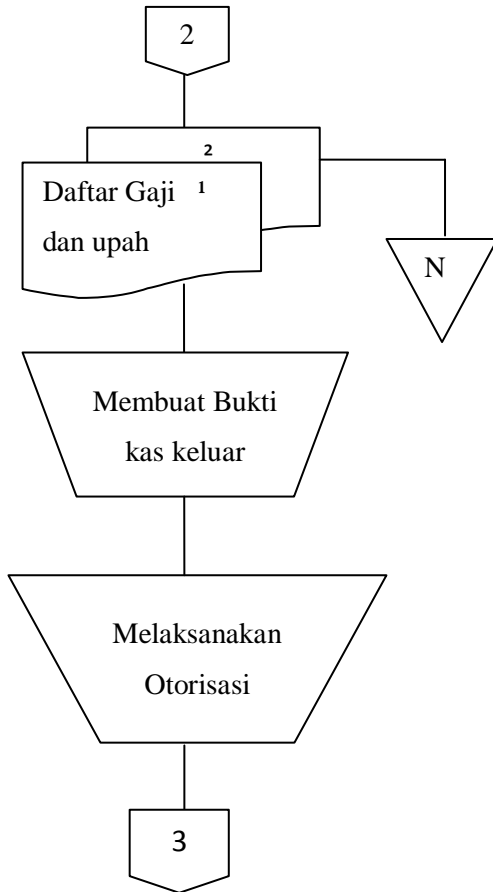 2
2
Daftar Gaji 1
dan upah
N
Membuat Bukti
kas keluar
Melaksanakan
Otorisasi
3